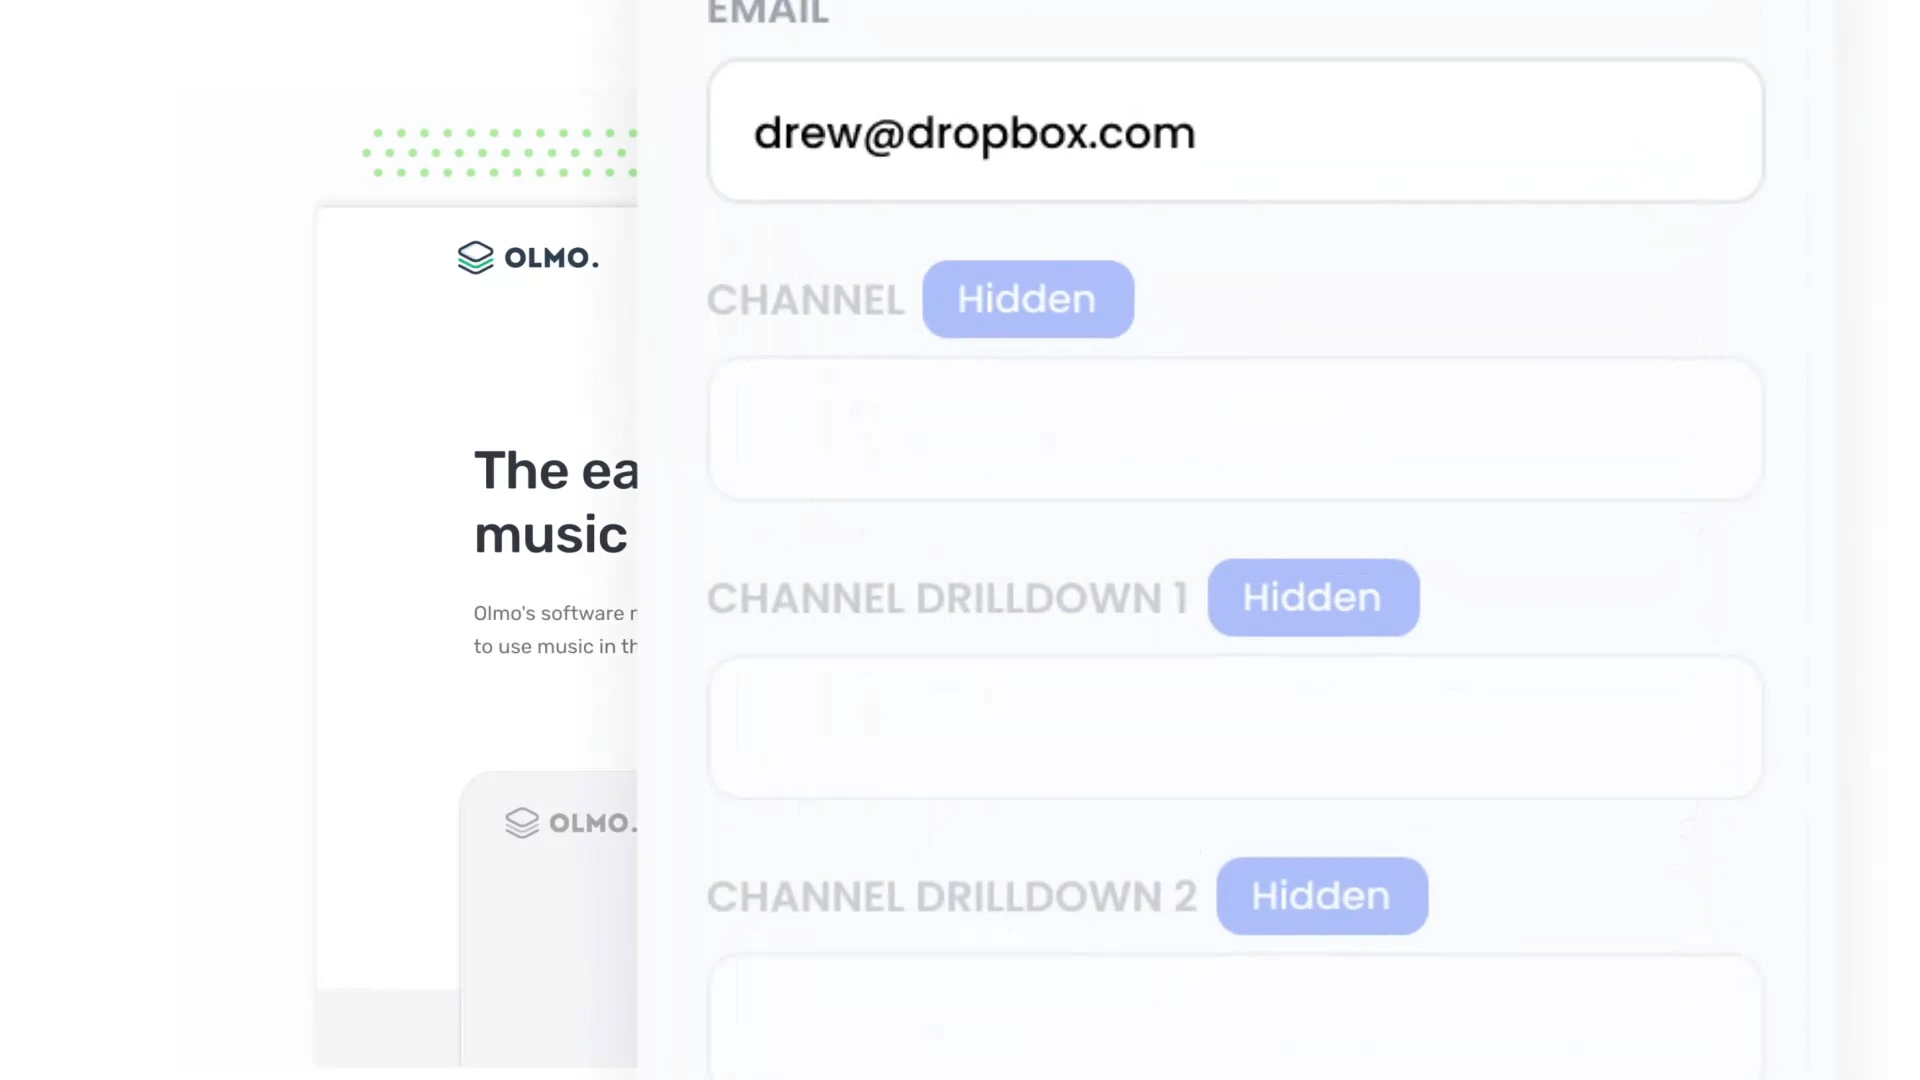 EMAIL
drew@dropbox.com
OLMO.
CHANNEL Hidden
The ea
music
CHANNEL DRILLDOWN 1 Hidden
Olmo's software r
to use music in th
OLMO.
CHANNEL DRILLDOWN 2 Hidden